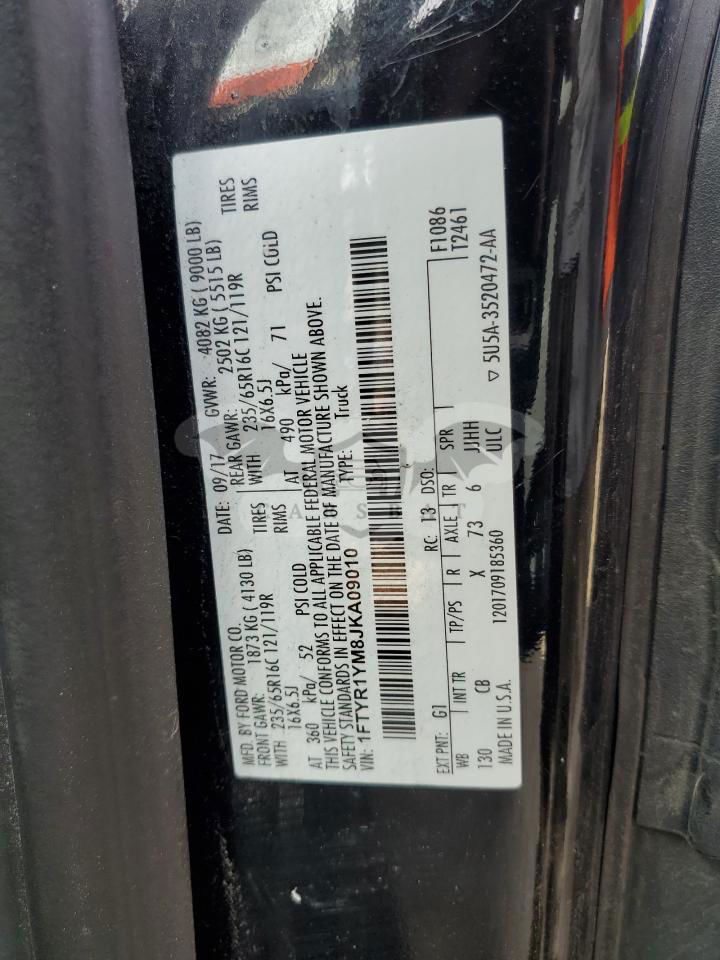 MFD. BY FORD MOTOR CO. DATE: 09/17 GVWR: 4082 KG ( 9000 LB)
FRONT GAWR: 1873 KG ( 4130 LB) REAR GAWR: 2502 KG ( 5515 LB)
WITH 235/65R16C 121/119R TIRES WITH 235/65R16C 121/119R TIRES
16X6.5J RIMS 16X6.5J RIMS
AT 360 kPa/ 52 PSI COLD AT 490 kPa/ 71 PSI COLD
THIS VEHICLE CONFORMS TO ALL APPLICABLE FEDERAL MOTOR VEHICLE
SAFETY STANDARDS IN EFFECT ON THE DATE OF MANUFACTURE SHOWN ABOVE.
VIN: 1FTYR1YM8JKA09010 TYPE: Truck
EXT PNT: G1 RC: 13 DSO: F1086
WB INT TR TP/PS R AXLE TR SPR T2461
130 CB X 73 6 JJHH
MADE IN U.S.A. 1201709185360 ULC ▽ 5U5A-3520472-AA